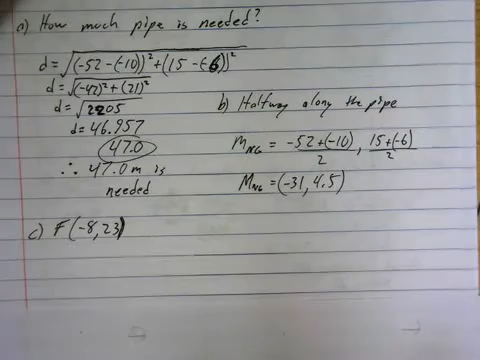 a) How much pipe is needed?
d = √(-52 - (-10))² + (15 - (-6))²
d = √(-42)² + (21)²
d = √2205
d = 46.957
47.0
∴ 47.0 m is
needed
b) Halfway along the pipe
M_NG = -52 + (-10) / 2 , 15 + (-6) / 2
M_NG = (-31, 4.5)
c) F(-8, 23)